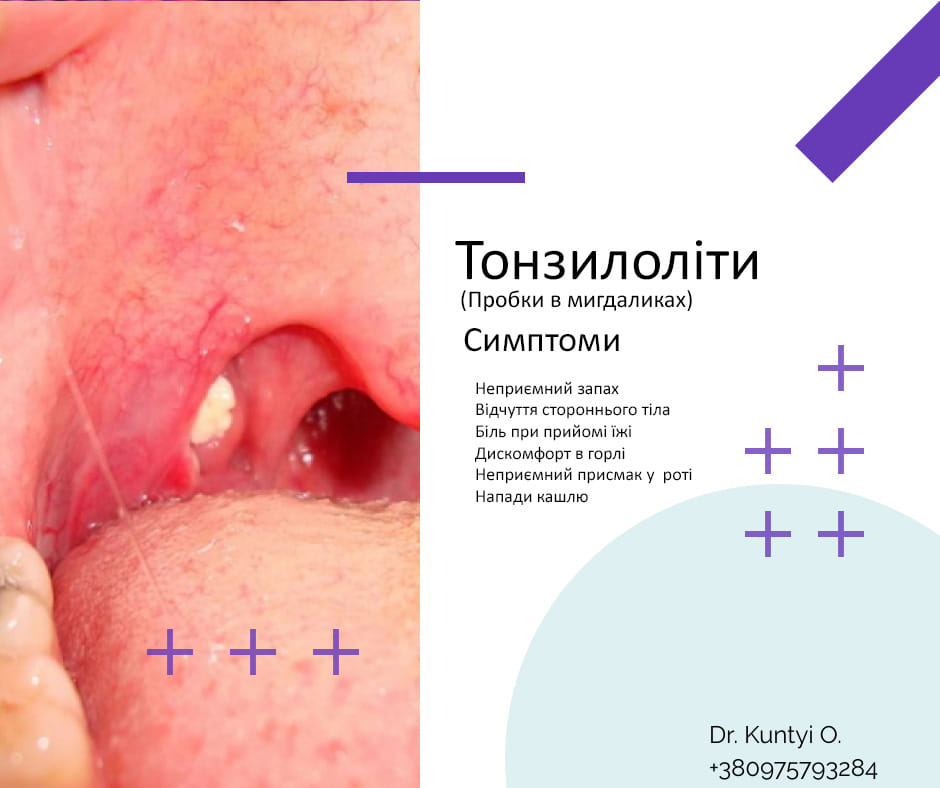 Тонзилоліти
(Пробки в мигдаликах)
Симптоми
Неприємний запах
Відчуття стороннього тіла
Біль при прийомі їжі
Дискомфорт в горлі
Неприємний присмак у роті
Напади кашлю
Dr. Kuntyi O.
+380975793284